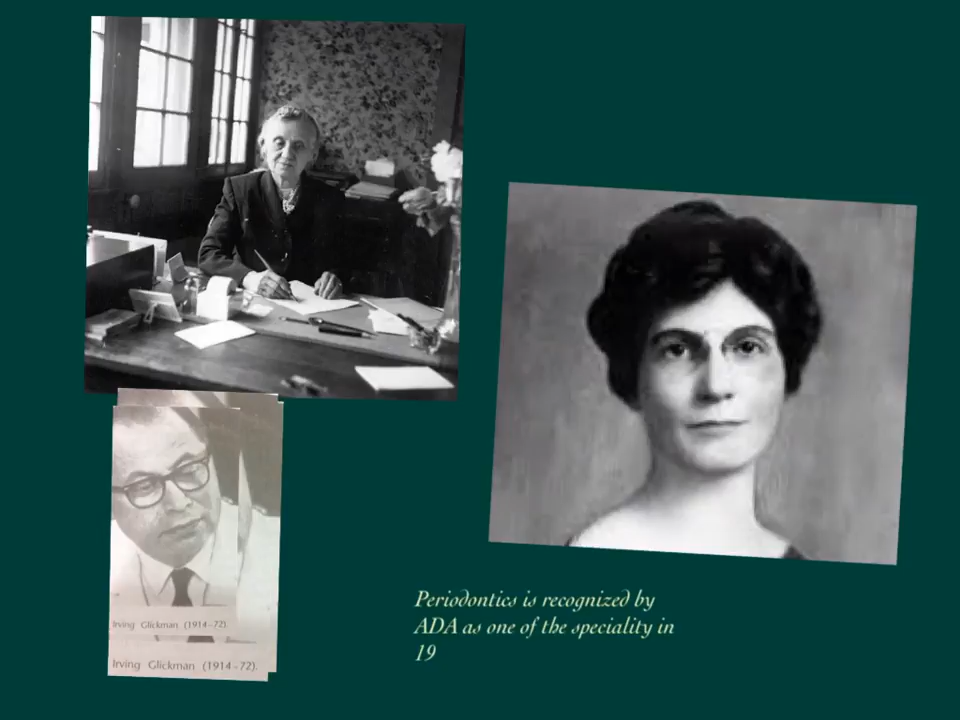 Irving Glickman (1914-72).
Irving Glickman (1914-72).
Periodontics is recognized by
ADA as one of the speciality in
19